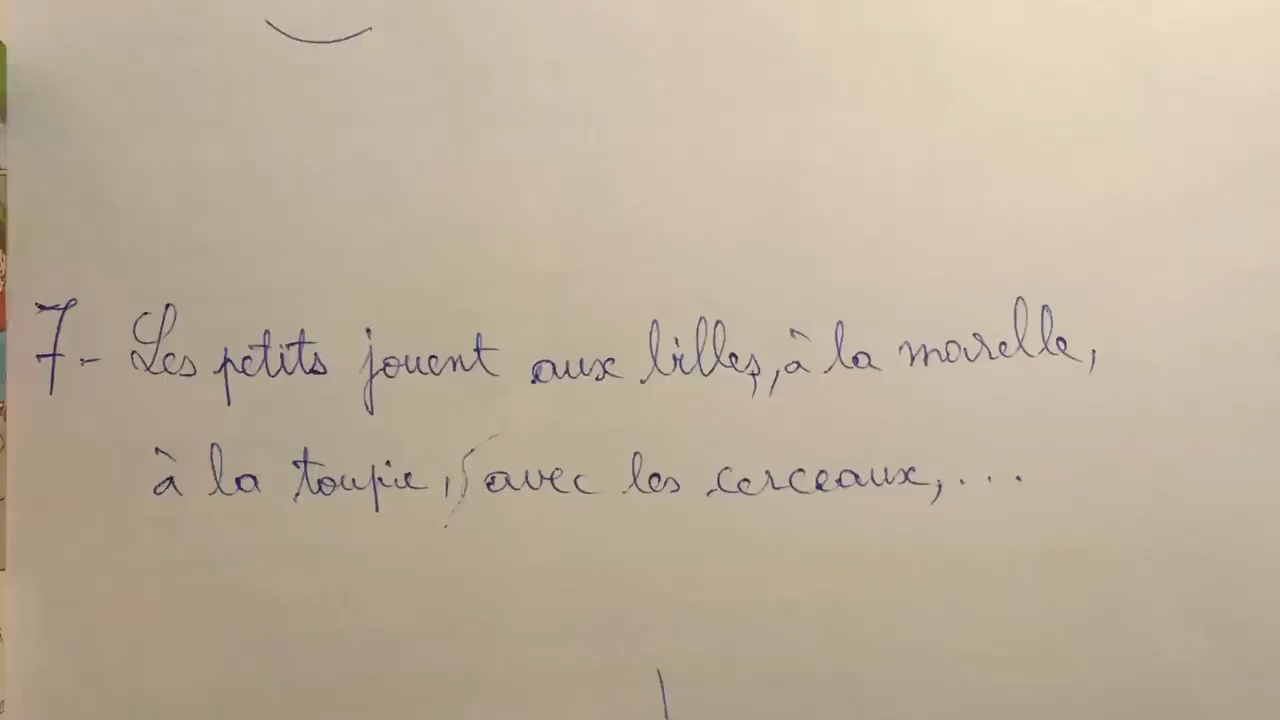 7- Les petits jouent aux billes, à la marelle,
à la toupie, avec les cerceaux, ...